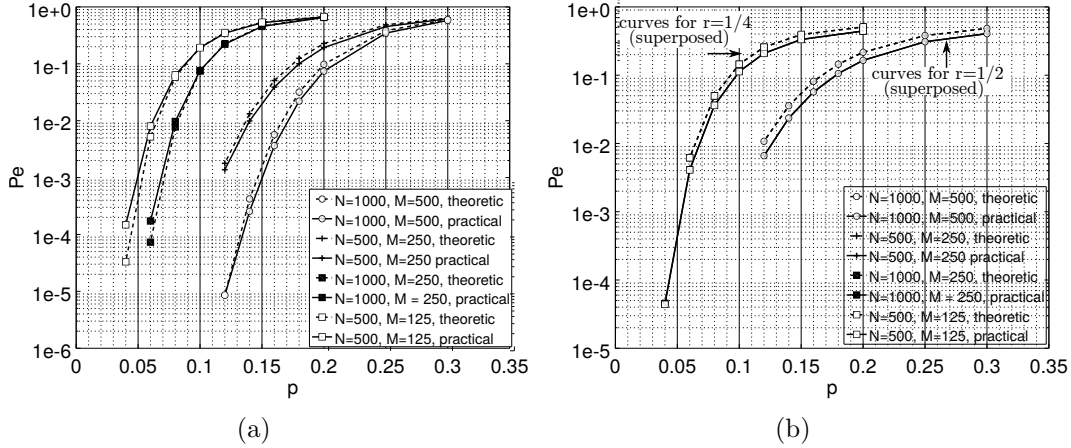 1e+0
1e-1
1e-2
1e-3
1e-4
1e-5
1e-6
Pe
0 0.05 0.1 0.15 0.2 0.25 0.3 0.35
p
N=1000, M=500, theoretic
N=1000, M=500, practical
N=500, M=250, theoretic
N=500, M=250 practical
N=1000, M=250, theoretic
N=1000, M = 250, practical
N=500, M=125, theoretic
N=500, M=125, practical
(a)
1e+0
1e-1
1e-2
1e-3
1e-4
1e-5
Pe
0 0.05 0.1 0.15 0.2 0.25 0.3 0.35
p
curves for r=1/4
(superposed)
curves for r=1/2
(superposed)
N=1000, M=500, theoretic
N=1000, M=500, practical
N=500, M=250, theoretic
N=500, M=250 practical
N=1000, M=250, theoretic
N=1000, M = 250, practical
N=500, M=125, theoretic
N=500, M=125, practical
(b)